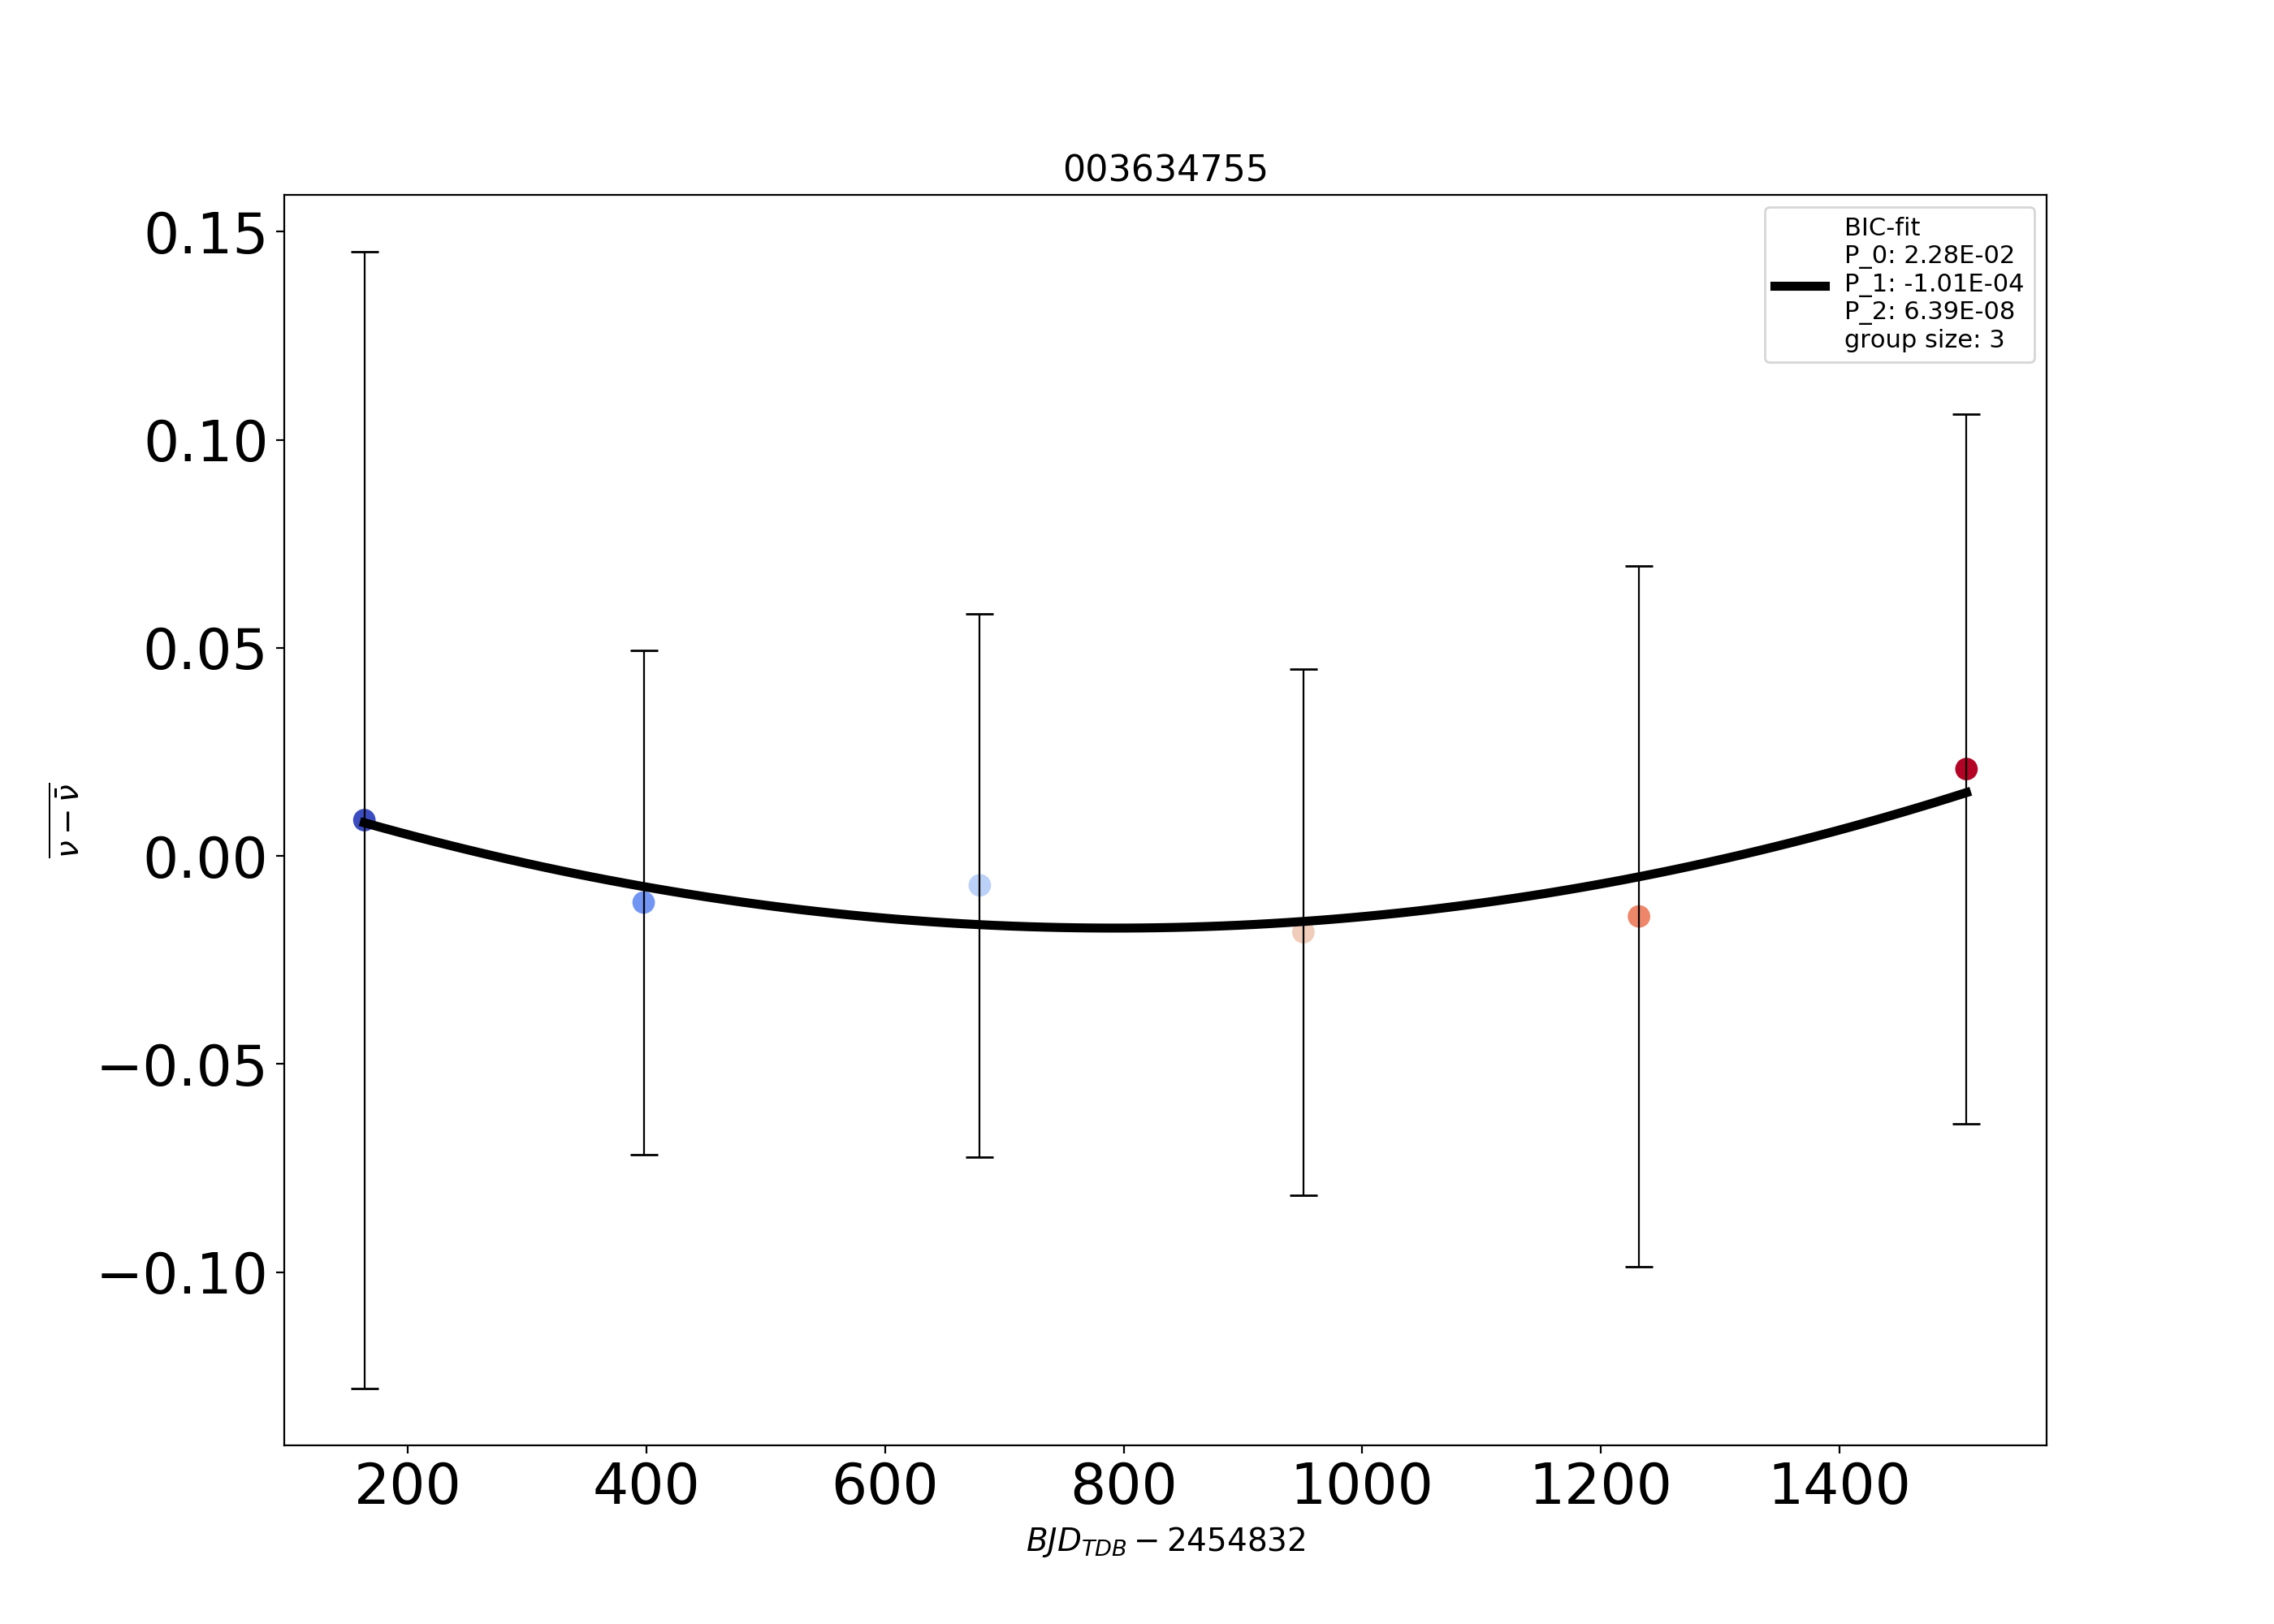 003634755
0.15
0.10
0.05
0.00
−0.05
−0.10
ν − ν̄
BIC-fit
P_0: 2.28E-02
P_1: -1.01E-04
P_2: 6.39E-08
group size: 3
200 400 600 800 1000 1200 1400
BJD_TDB − 2454832